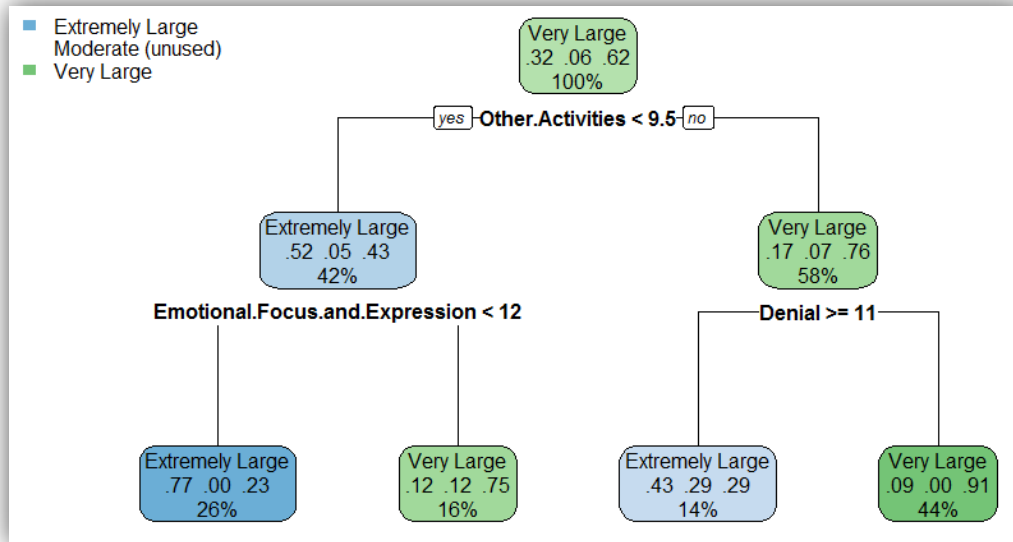 Extremely Large
Moderate (unused)
Very Large
Very Large
.32 .06 .62
100%
yes Other.Activities < 9.5 no
Extremely Large
.52 .05 .43
42%
Very Large
.17 .07 .76
58%
Emotional.Focus.and.Expression < 12
Denial >= 11
Extremely Large
.77 .00 .23
26%
Very Large
.12 .12 .75
16%
Extremely Large
.43 .29 .29
14%
Very Large
.09 .00 .91
44%